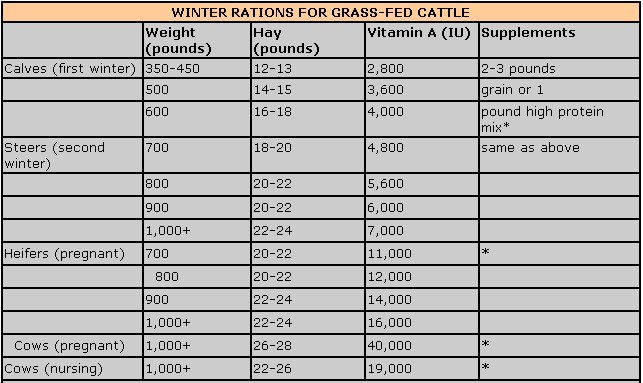 WINTER RATIONS FOR GRASS-FED CATTLE
Weight (pounds) Hay (pounds) Vitamin A (IU) Supplements
Calves (first winter) 350-450 12-13 2,800 2-3 pounds
500 14-15 3,600 grain or 1
600 16-18 4,000 pound high protein mix*
Steers (second winter) 700 18-20 4,800 same as above
800 20-22 5,600
900 20-22 6,000
1,000+ 22-24 7,000
Heifers (pregnant) 700 20-22 11,000 *
800 20-22 12,000
900 22-24 14,000
1,000+ 22-24 16,000
Cows (pregnant) 1,000+ 26-28 40,000 *
Cows (nursing) 1,000+ 22-26 19,000 *